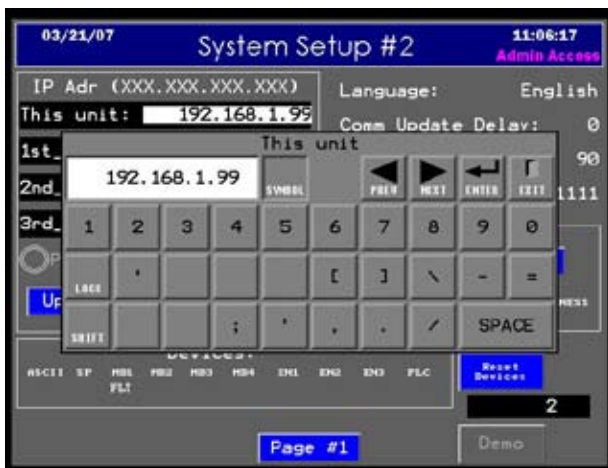 03/21/07
System Setup #2
11:06:17
Admin Access
IP Adr (XXX.XXX.XXX.XXX)
Language: English
This unit: 192.168.1.99
Comm Update Delay: 0
This unit
1st_
90
192.168.1.99
SYMBOL
PREV
NEXT
ENTER
EXIT
2nd_
1111
3rd_
1 2 3 4 5 6 7 8 9 0
LOCK ' [ ] \ - =
Up
SHIFT ; ' , . / SPACE
Devices:
ASCII SP MB1 MB2 MB3 MB4 EN1 EN2 EN3 PLC
FLT
Reset
Devices
2
Page #1
Demo